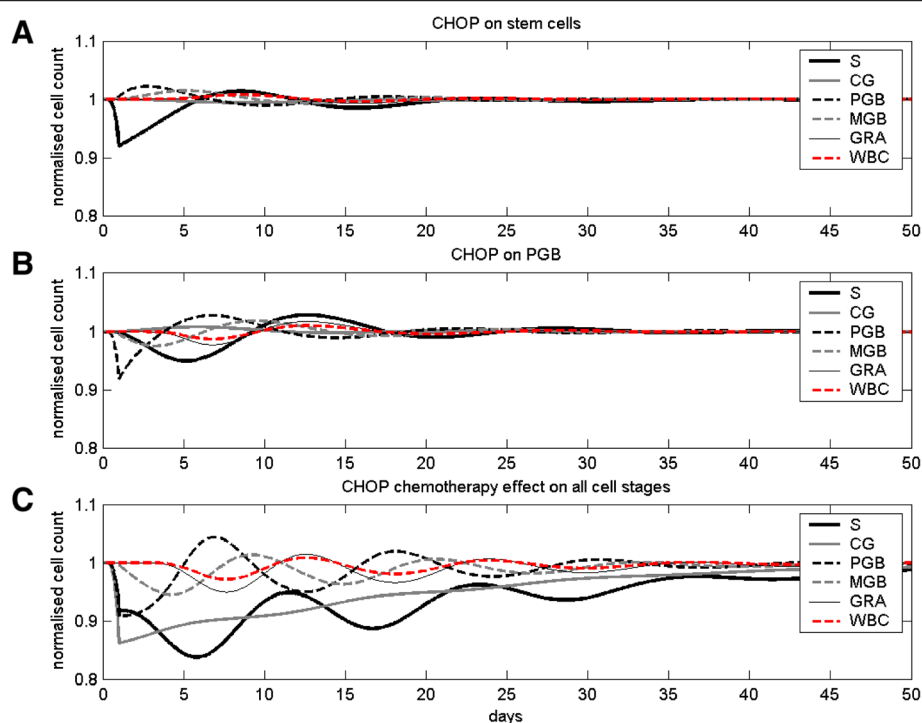 A
CHOP on stem cells
normalised cell count
1.1
1
0.9
0.8
0 5 10 15 20 25 30 35 40 45 50
S
CG
PGB
MGB
GRA
WBC
B
CHOP on PGB
normalised cell count
1.1
1
0.9
0.8
0 5 10 15 20 25 30 35 40 45 50
S
CG
PGB
MGB
GRA
WBC
C
CHOP chemotherapy effect on all cell stages
normalised cell count
1.1
1
0.9
0.8
0 5 10 15 20 25 30 35 40 45 50
S
CG
PGB
MGB
GRA
WBC
days